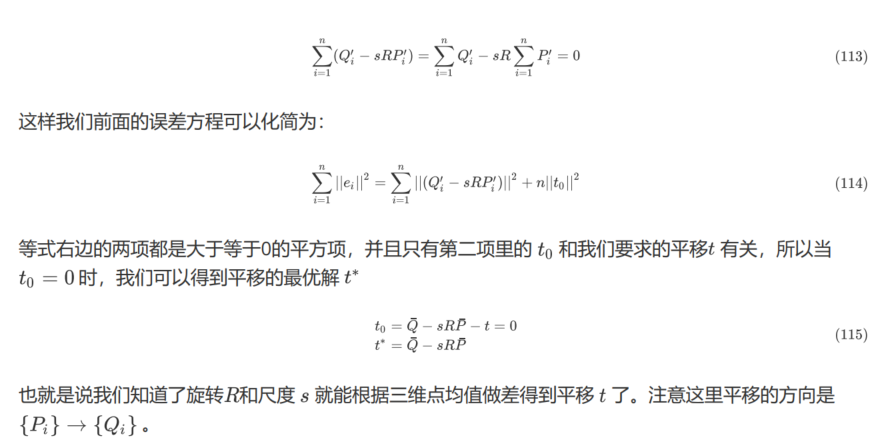 $$\sum_{i=1}^{n}(Q_i' - sRP_i') = \sum_{i=1}^{n}Q_i' - sR\sum_{i=1}^{n}P_i' = 0$$ (113)
这样我们前面的误差方程可以化简为：
$$\sum_{i=1}^{n}||e_i||^2 = \sum_{i=1}^{n}||(Q_i' - sRP_i')||^2 + n||t_0||^2$$ (114)
等式右边的两项都是大于等于0的平方项，并且只有第二项里的 $t_0$ 和我们要求的平移$t$ 有关，所以当
$t_0 = 0$ 时，我们可以得到平移的最优解 $t^*$
$$t_0 = \bar{Q} - sR\bar{P} - t = 0$$
$$t^* = \bar{Q} - sR\bar{P}$$ (115)
也就是说我们知道了旋转$R$和尺度 $s$ 就能根据三维点均值做差得到平移 $t$ 了。注意这里平移的方向是
$\{P_i\} \rightarrow \{Q_i\}$ 。